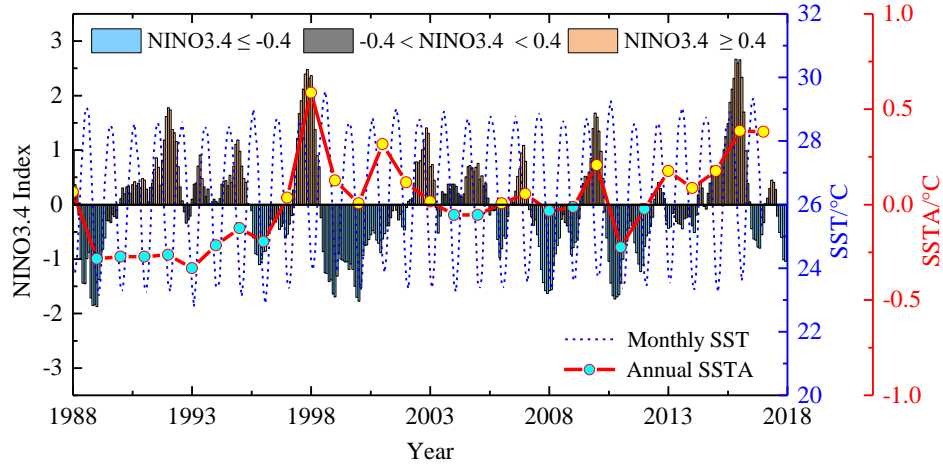 NINO3.4 ≤ -0.4 -0.4 < NINO3.4 < 0.4 NINO3.4 ≥ 0.4
3
2
1
0
-1
-2
-3
NINO3.4 Index
32
30
28
26
24
22
20
SST/°C
1.0
0.5
0.0
-0.5
-1.0
SSTA/°C
Monthly SST
Annual SSTA
1988 1993 1998 2003 2008 2013 2018
Year